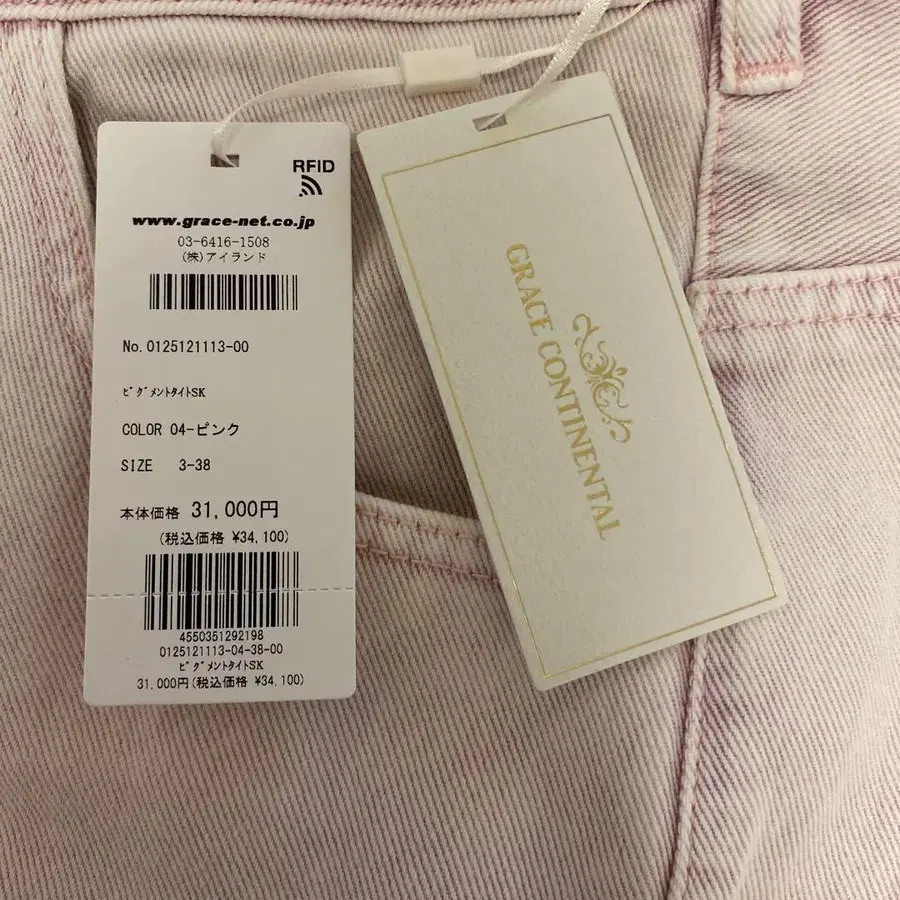 RFID
www.grace-net.co.jp
03-6416-1508
(株)アイランド
No. 0125121113-00
ﾋﾟｸﾞﾒﾝﾄﾀｲﾄSK
COLOR 04-ピンク
SIZE 3-38
本体価格 31,000円
(税込価格 ¥34,100)
4550351292198
0125121113-04-38-00
ﾋﾟｸﾞﾒﾝﾄﾀｲﾄSK
31,000円(税込価格 ¥34,100)
GRACE CONTINENTAL